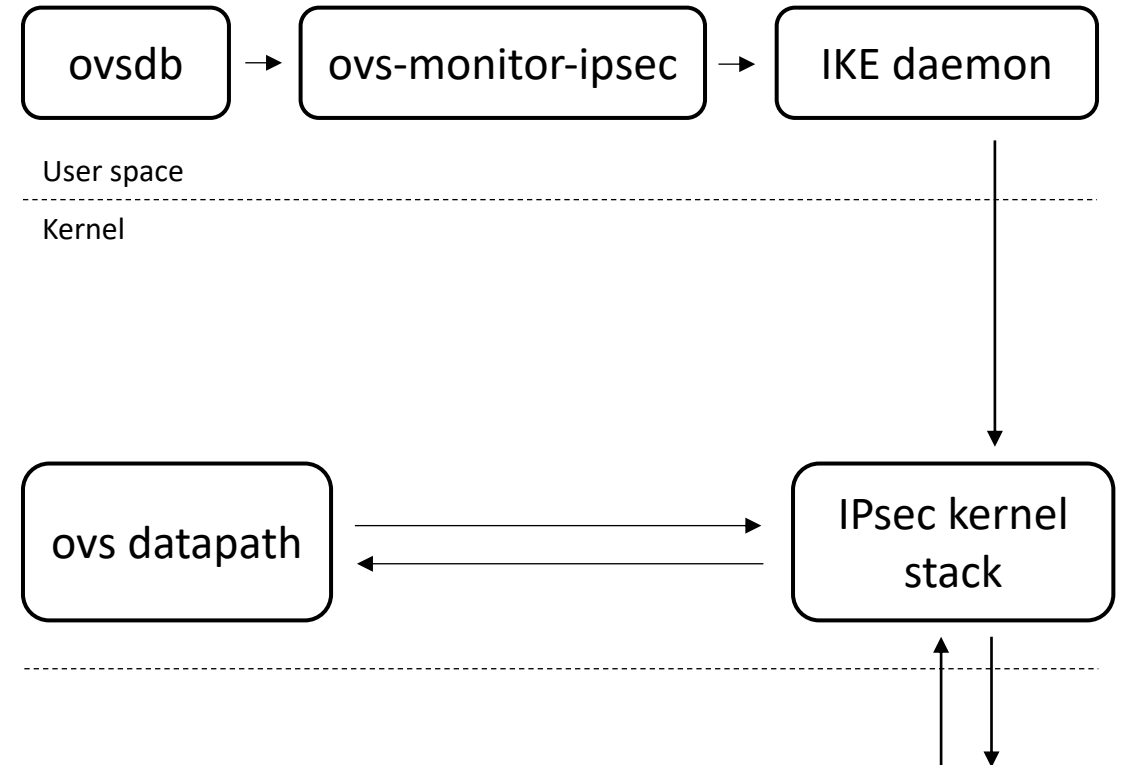 ovsdb
ovs-monitor-ipsec
IKE daemon
User space
Kernel
ovs datapath
IPsec kernel
stack